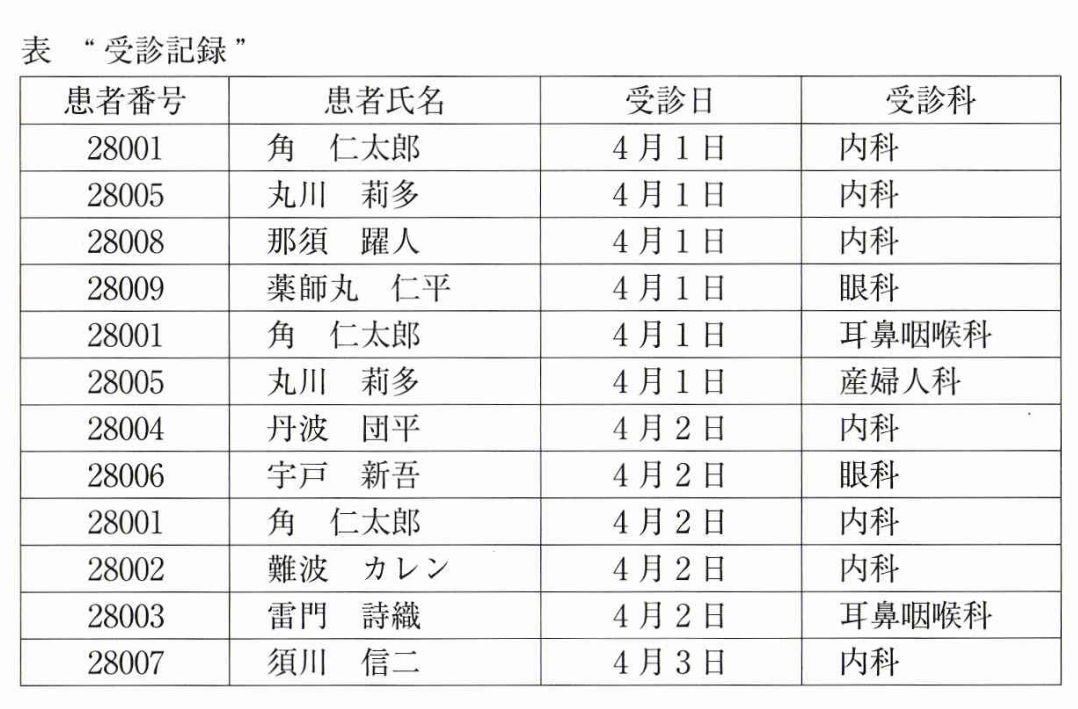 表 “受診記録”
患者番号 患者氏名 受診日 受診科
28001 角　仁太郎 4月1日 内科
28005 丸川　莉多 4月1日 内科
28008 那須　躍人 4月1日 内科
28009 薬師丸　仁平 4月1日 眼科
28001 角　仁太郎 4月1日 耳鼻咽喉科
28005 丸川　莉多 4月1日 産婦人科
28004 丹波　団平 4月2日 内科
28006 宇戸　新吾 4月2日 眼科
28001 角　仁太郎 4月2日 内科
28002 難波　カレン 4月2日 内科
28003 雷門　詩織 4月2日 耳鼻咽喉科
28007 須川　信二 4月3日 内科